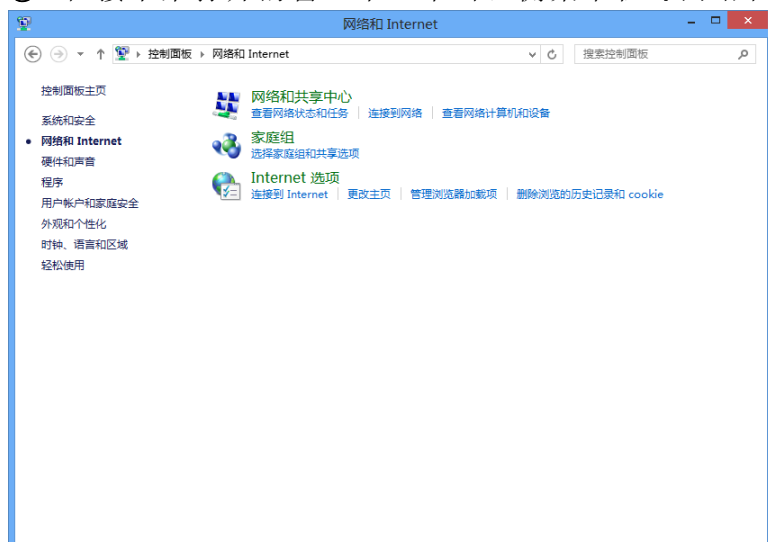 网络和 Internet
控制面板 ▸ 网络和 Internet
搜索控制面板
控制面板主页
系统和安全
网络和 Internet
硬件和声音
程序
用户帐户和家庭安全
外观和个性化
时钟、语言和区域
轻松使用
网络和共享中心
查看网络状态和任务 | 连接到网络 | 查看网络计算机和设备
家庭组
选择家庭组和共享选项
Internet 选项
连接到 Internet | 更改主页 | 管理浏览器加载项 | 删除浏览的历史记录和 cookie